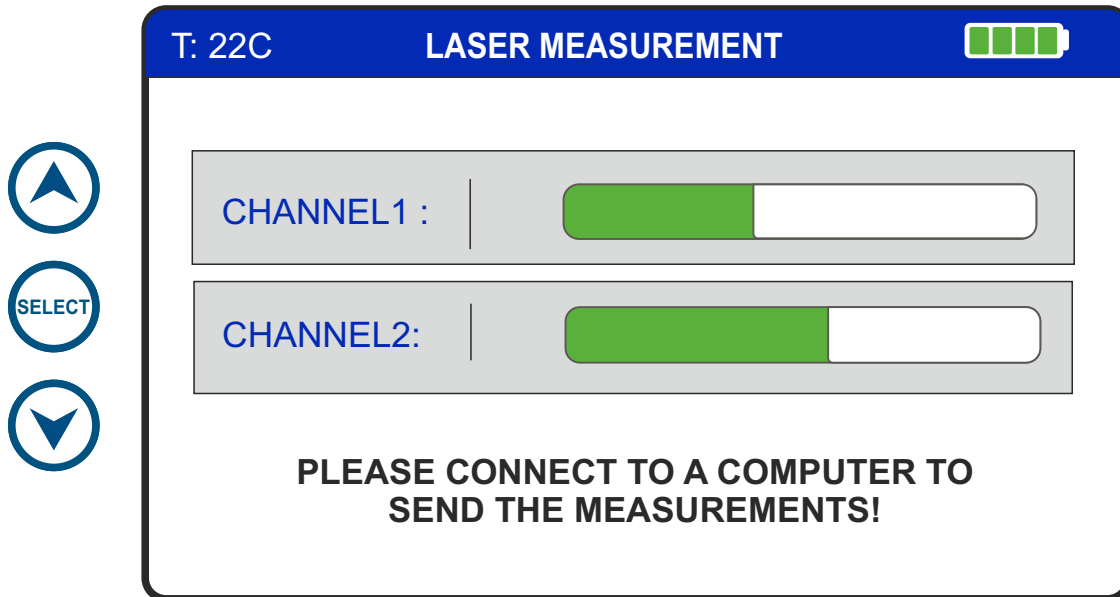 T: 22C
LASER MEASUREMENT
CHANNEL1 :
SELECT
CHANNEL2:
PLEASE CONNECT TO A COMPUTER TO
SEND THE MEASUREMENTS!